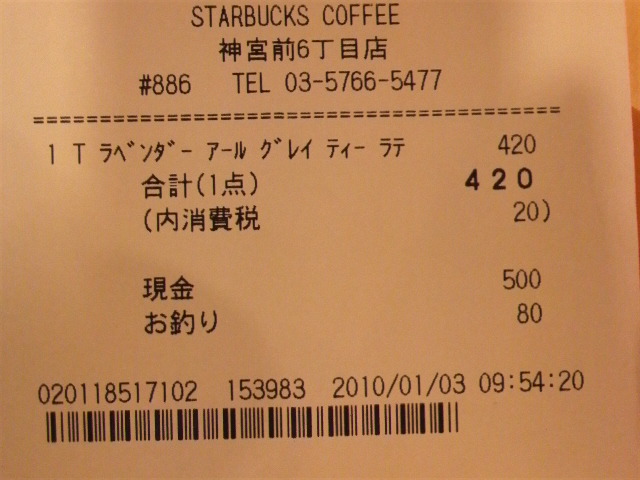 STARBUCKS COFFEE
神宮前6丁目店
#886 TEL 03-5766-5477
==================================================
1 T ﾗﾍﾞﾝﾀﾞｰ ｱｰﾙ ｸﾞﾚｲ ﾃｨｰ ﾗﾃ 420
合計(1点) 420
(内消費税 20)
現金 500
お釣り 80
020118517102 153983 2010/01/03 09:54:20